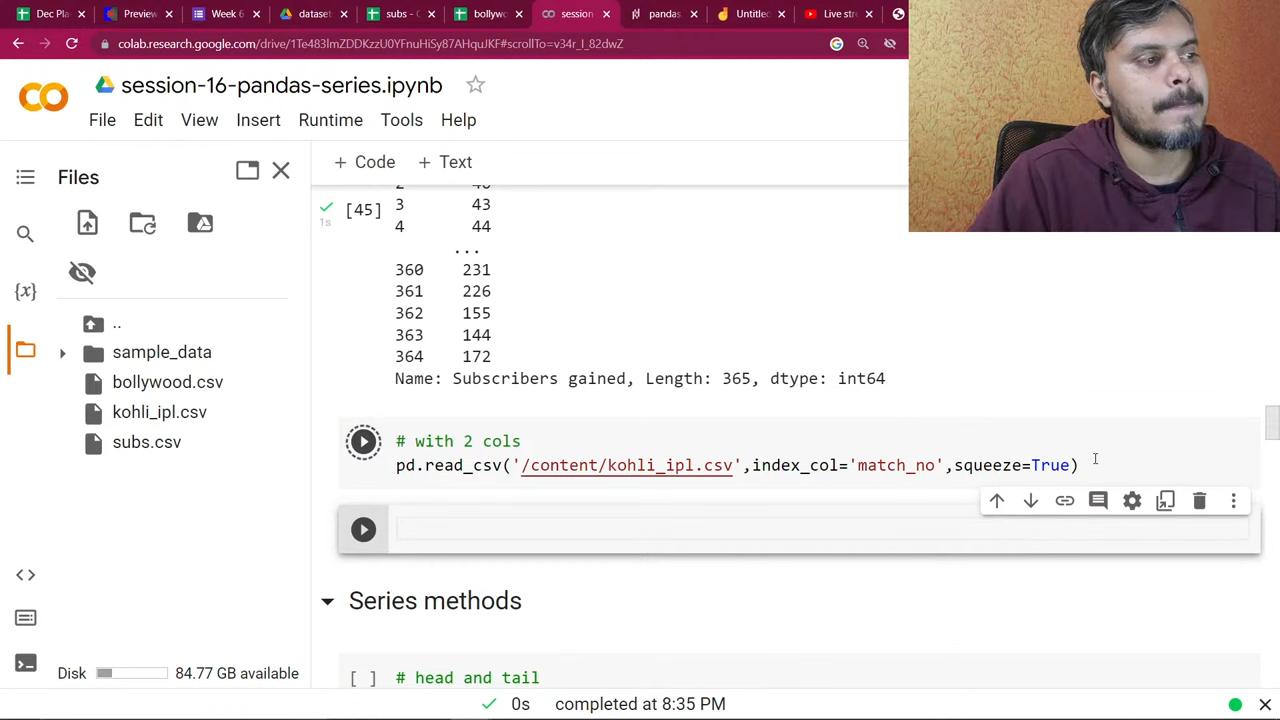 Dec Pla
Preview
Week 6
dataset
subs - G
bollywo
session
pandas
Untitle
Live stre
colab.research.google.com/drive/1Te483lmZDDKzzU0YFnuHiSy87AHquJKF#scrollTo=v34r_I_82dwZ
session-16-pandas-series.ipynb
File Edit View Insert Runtime Tools Help
Files
+ Code + Text
3 43
[45]
1s
4 44
...
360 231
361 226
362 155
363 144
364 172
Name: Subscribers gained, Length: 365, dtype: int64
{x}
..
sample_data
bollywood.csv
kohli_ipl.csv
subs.csv
# with 2 cols
pd.read_csv('/content/kohli_ipl.csv',index_col='match_no',squeeze=True)
Series methods
[ ] # head and tail
Disk 84.77 GB available
0s completed at 8:35 PM